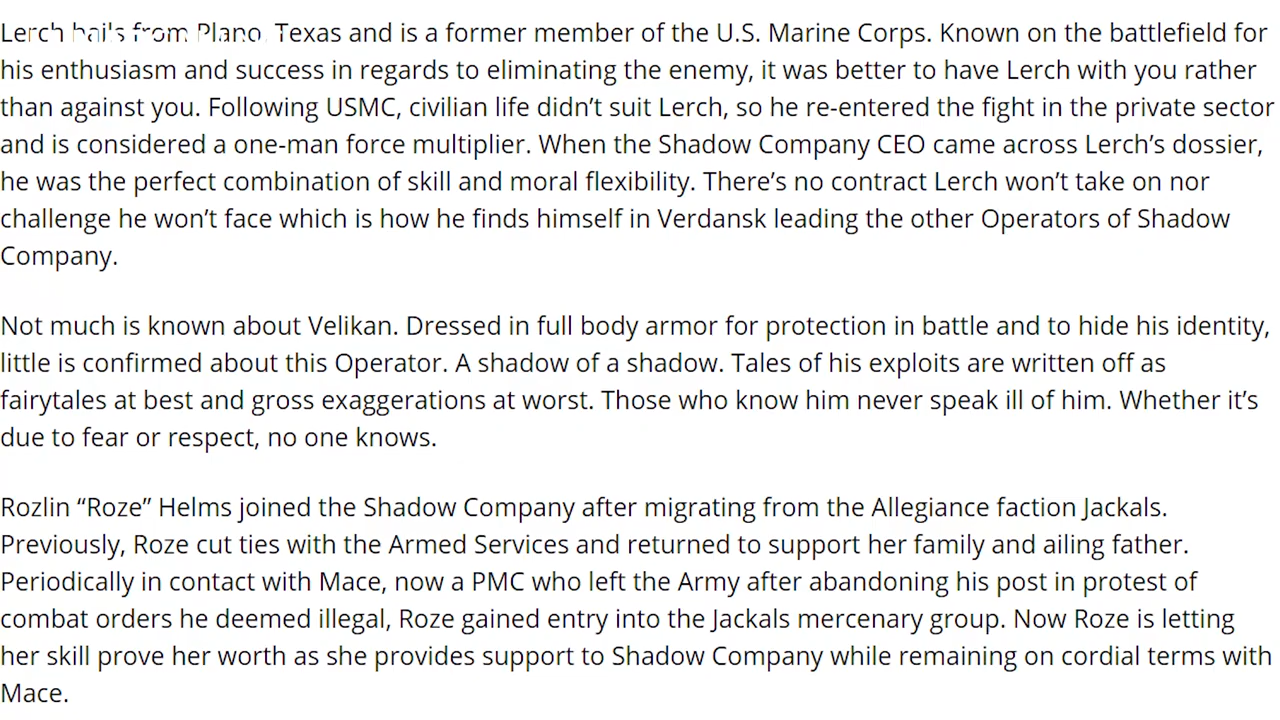 Lerch hails from Plano, Texas and is a former member of the U.S. Marine Corps. Known on the battlefield for
his enthusiasm and success in regards to eliminating the enemy, it was better to have Lerch with you rather
than against you. Following USMC, civilian life didn’t suit Lerch, so he re-entered the fight in the private sector
and is considered a one-man force multiplier. When the Shadow Company CEO came across Lerch’s dossier,
he was the perfect combination of skill and moral flexibility. There’s no contract Lerch won’t take on nor
challenge he won’t face which is how he finds himself in Verdansk leading the other Operators of Shadow
Company.
Not much is known about Velikan. Dressed in full body armor for protection in battle and to hide his identity,
little is confirmed about this Operator. A shadow of a shadow. Tales of his exploits are written off as
fairytales at best and gross exaggerations at worst. Those who know him never speak ill of him. Whether it’s
due to fear or respect, no one knows.
Rozlin “Roze” Helms joined the Shadow Company after migrating from the Allegiance faction Jackals.
Previously, Roze cut ties with the Armed Services and returned to support her family and ailing father.
Periodically in contact with Mace, now a PMC who left the Army after abandoning his post in protest of
combat orders he deemed illegal, Roze gained entry into the Jackals mercenary group. Now Roze is letting
her skill prove her worth as she provides support to Shadow Company while remaining on cordial terms with
Mace.